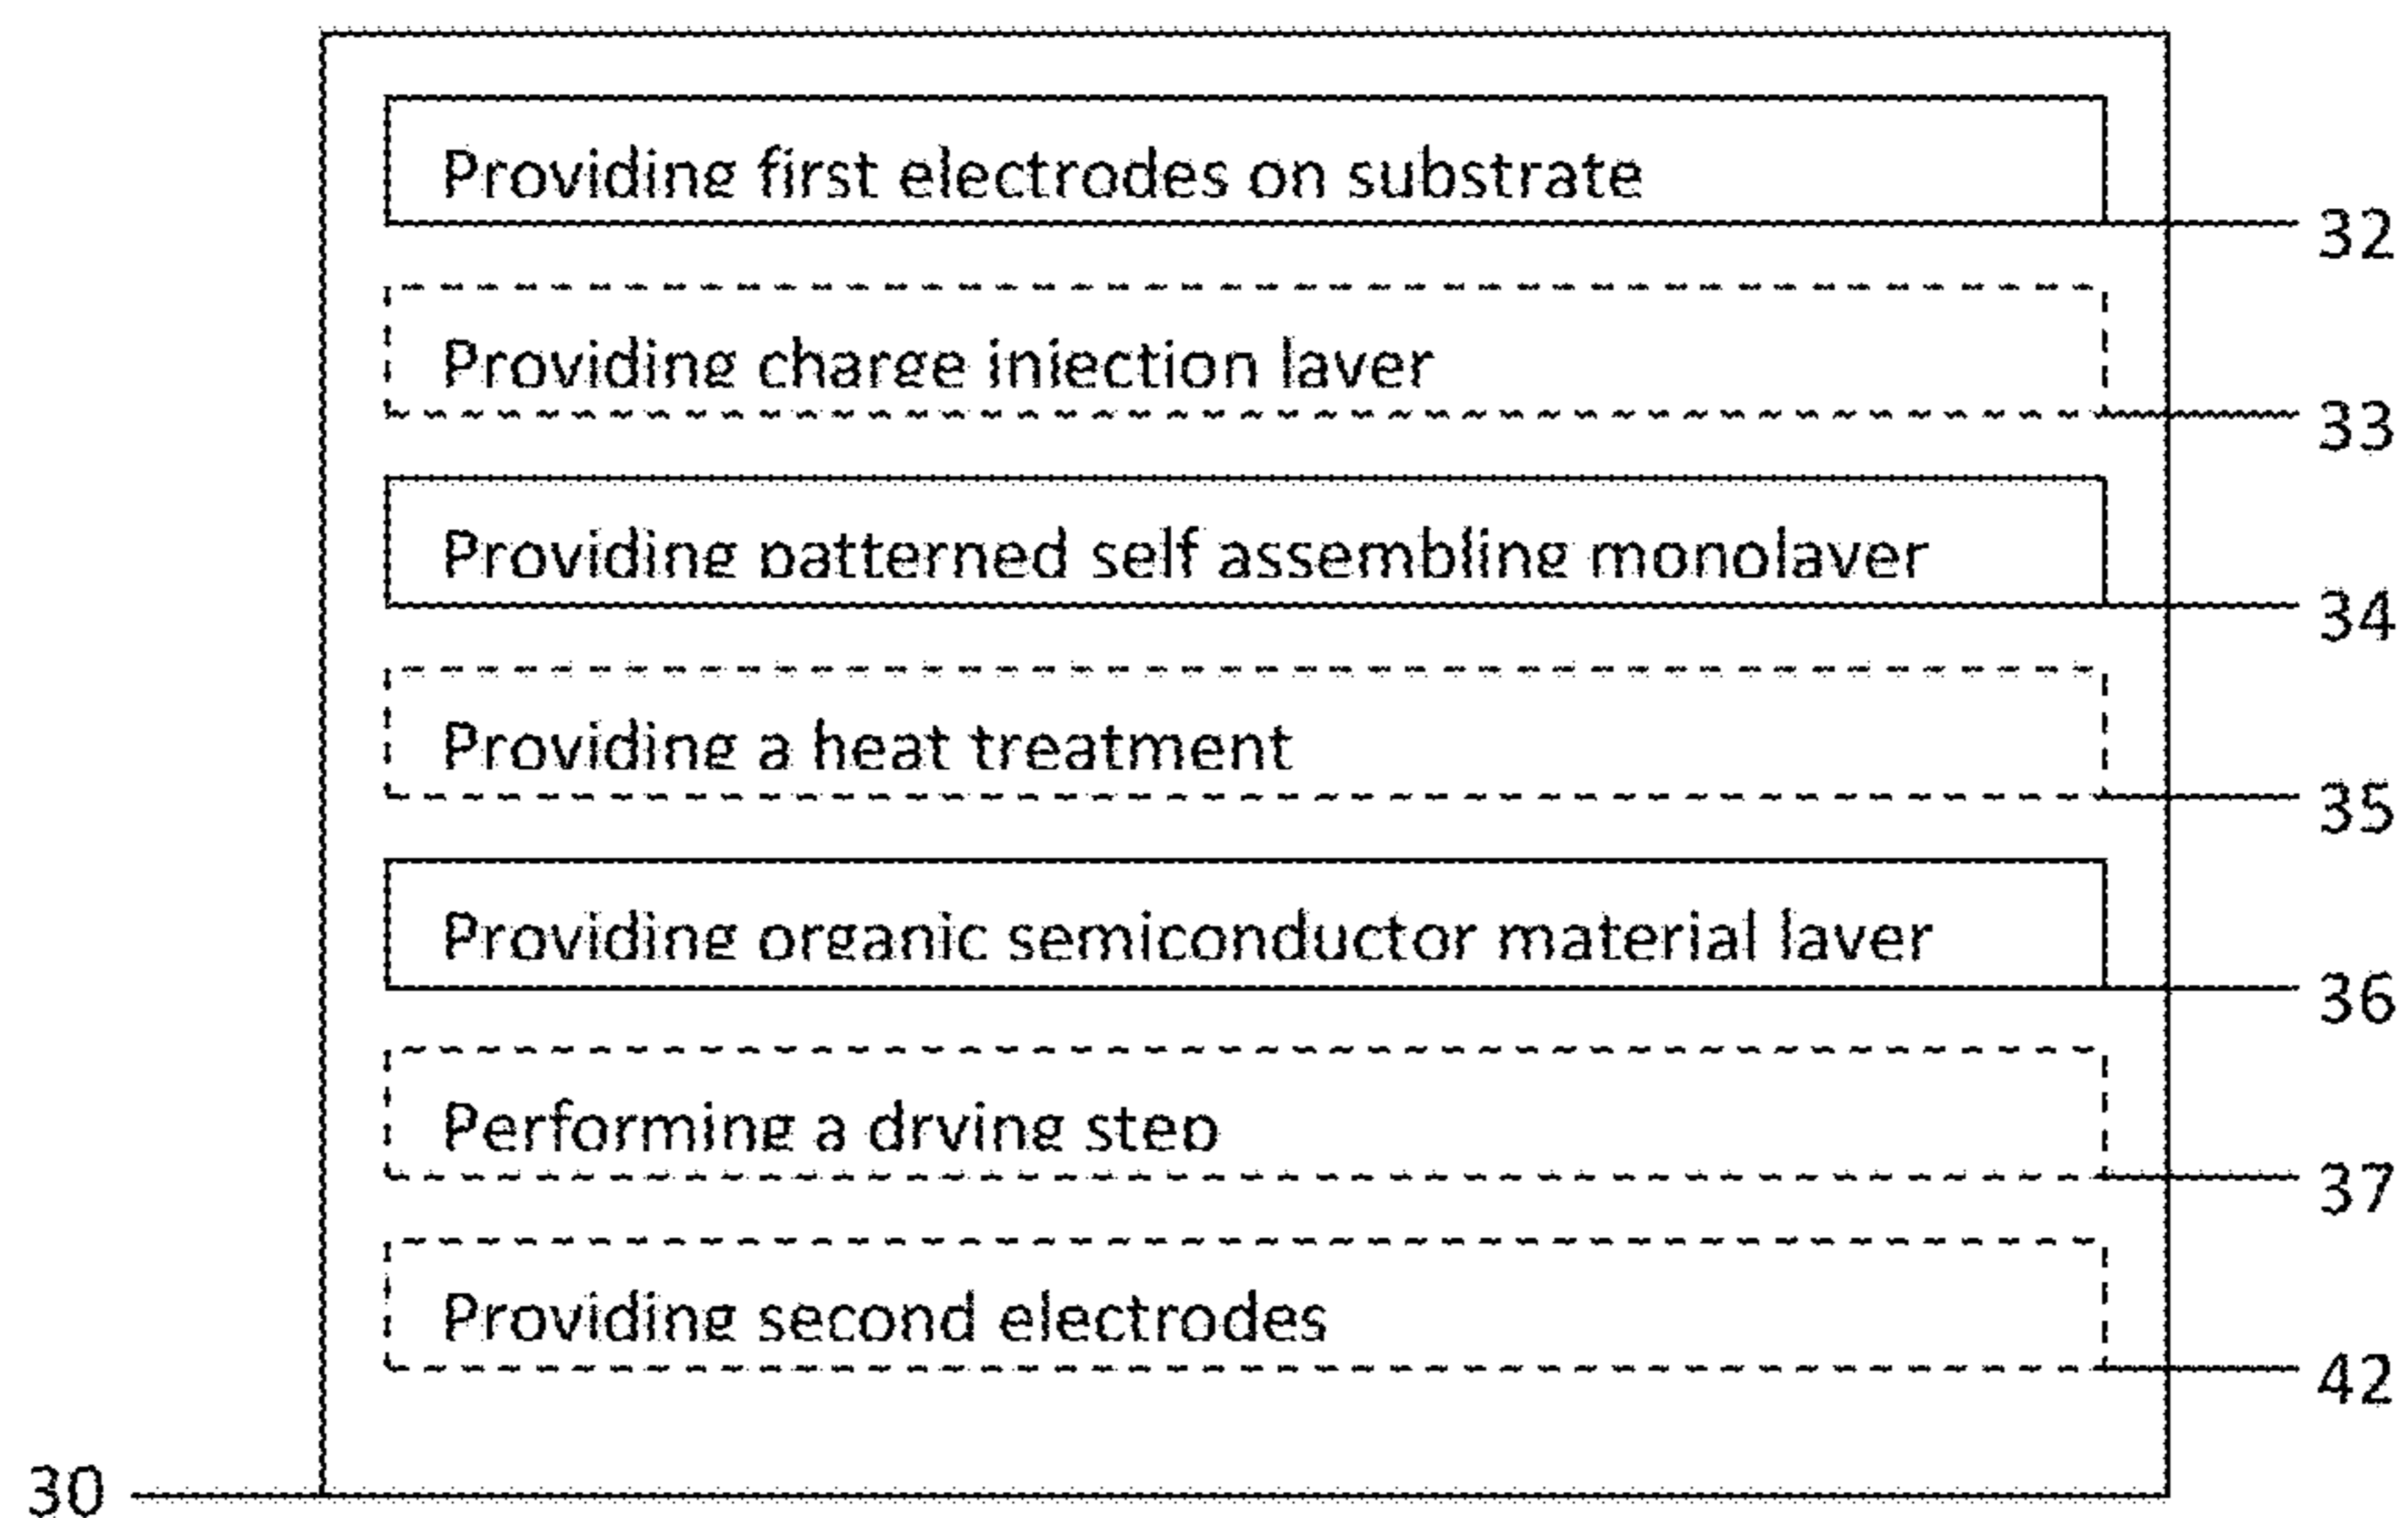 Providing first electrodes on substrate
32
Providing charge injection layer
33
Providing patterned self assembling monolayer
34
Providing a heat treatment
35
Providing organic semiconductor material layer
36
Performing a drying step
37
Providing second electrodes
42
30